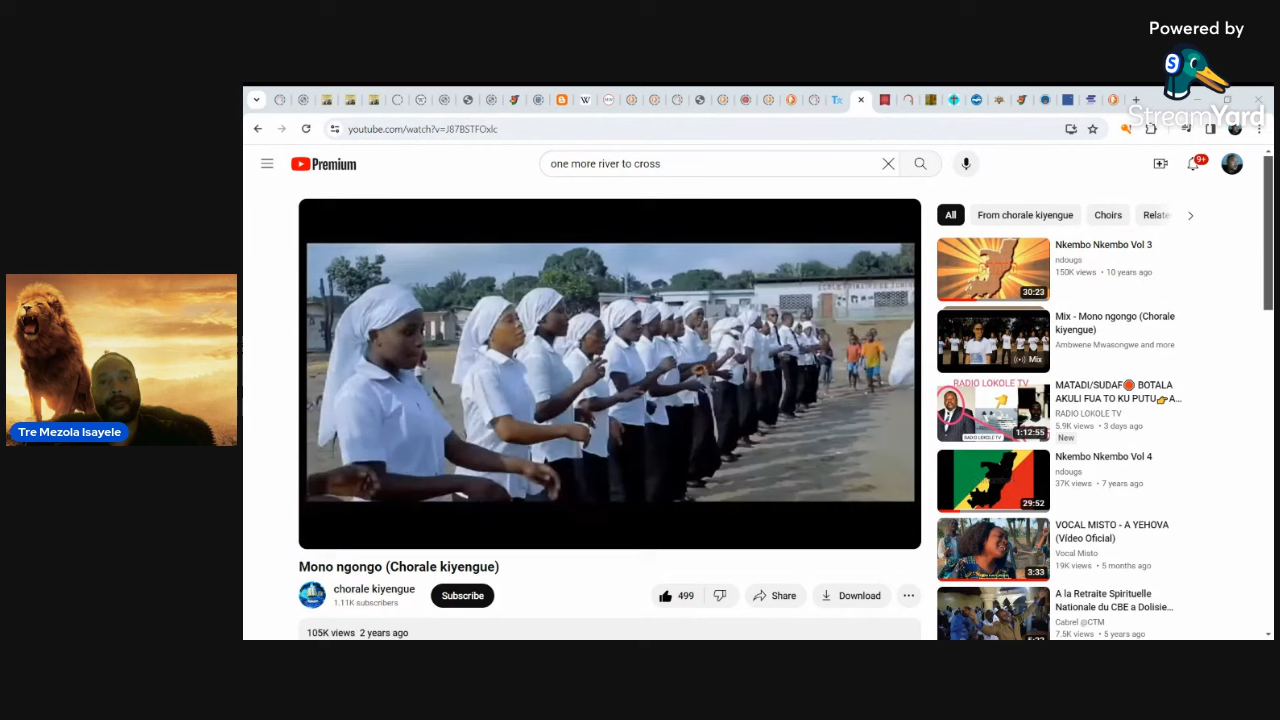 Powered by
StreamYard
youtube.com/watch?v=J87BSTFOxlc
Premium
one more river to cross
9+
All
From chorale kiyengue
Choirs
Relate
Nkembo Nkembo Vol 3
ndougs
150K views • 10 years ago
30:23
Mix - Mono ngongo (Chorale
kiyengue)
Ambwene Mwasongwe and more
Mix
MATADI/SUDAF🔴 BOTALA
AKULI FUA TO KU PUTU👉A...
RADIO LOKOLE TV
5.9K views • 3 days ago
New
RADIO LOKOLE TV
1:12:55
Nkembo Nkembo Vol 4
ndougs
37K views • 7 years ago
29:52
VOCAL MISTO - A YEHOVA
(Vídeo Oficial)
Vocal Misto
19K views • 5 months ago
3:33
A la Retraite Spirituelle
Nationale du CBE a Dolisie...
Cabrel @CTM
7.5K views • 5 years ago
Tre Mezola Isayele
Mono ngongo (Chorale kiyengue)
chorale kiyengue
1.11K subscribers
Subscribe
499
Share
Download
105K views 2 years ago